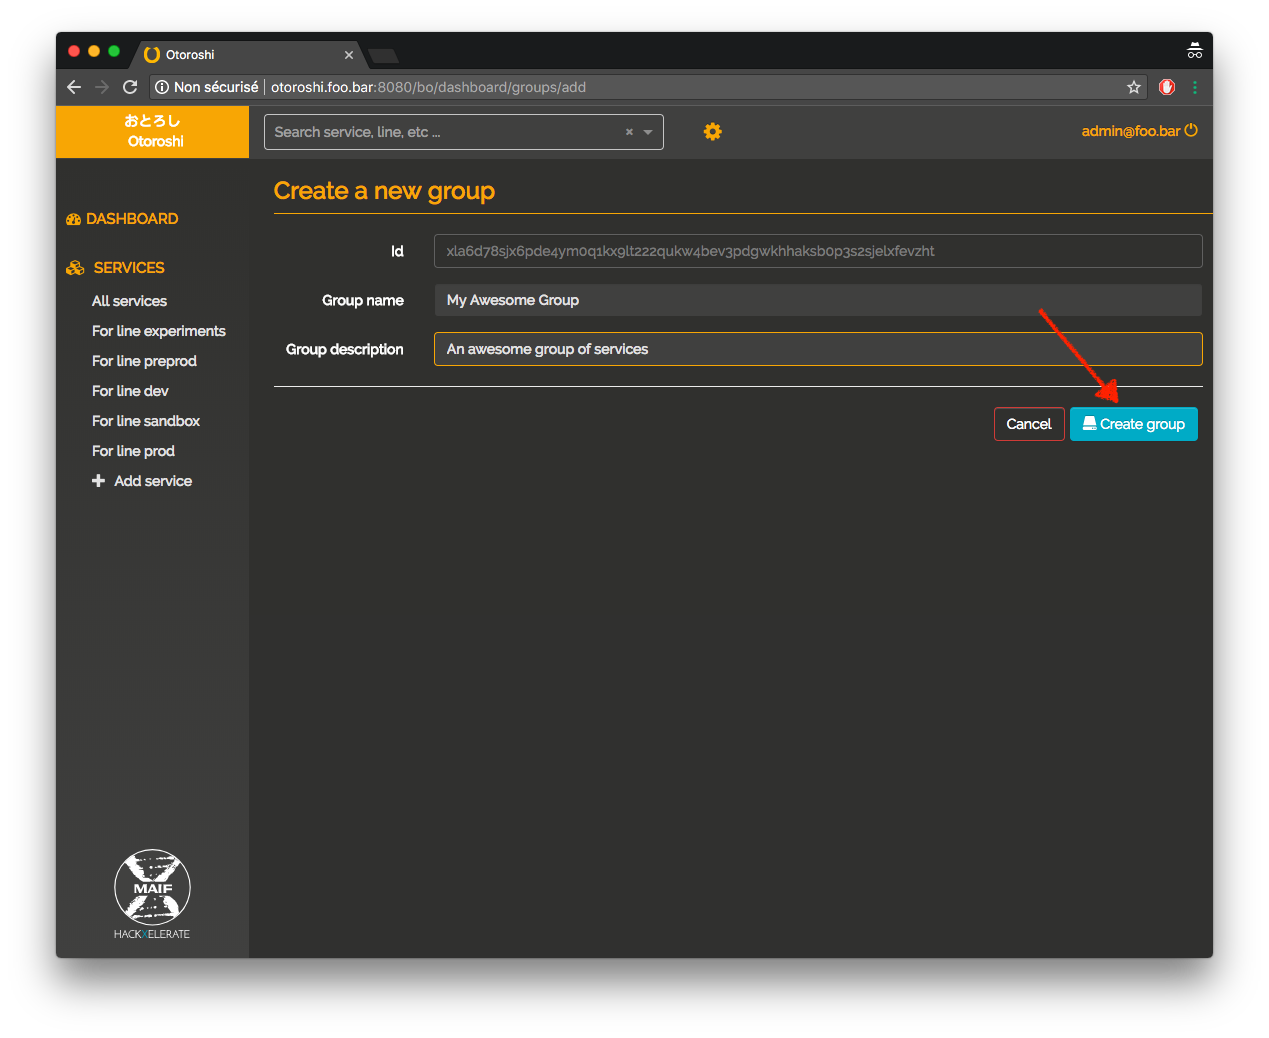 Otoroshi
Non sécurisé | otoroshi.foo.bar:8080/bo/dashboard/groups/add
おとろし
Otoroshi
Search service, line, etc ...
admin@foo.bar
DASHBOARD
SERVICES
All services
For line experiments
For line preprod
For line dev
For line sandbox
For line prod
Add service
MAIF
HACKXELERATE
Create a new group
Id xla6d78sjx6pde4ym0q1kx9lt222qukw4bev3pdgwkhhaksb0p3s2sjelxfevzht
Group name My Awesome Group
Group description An awesome group of services
Cancel Create group